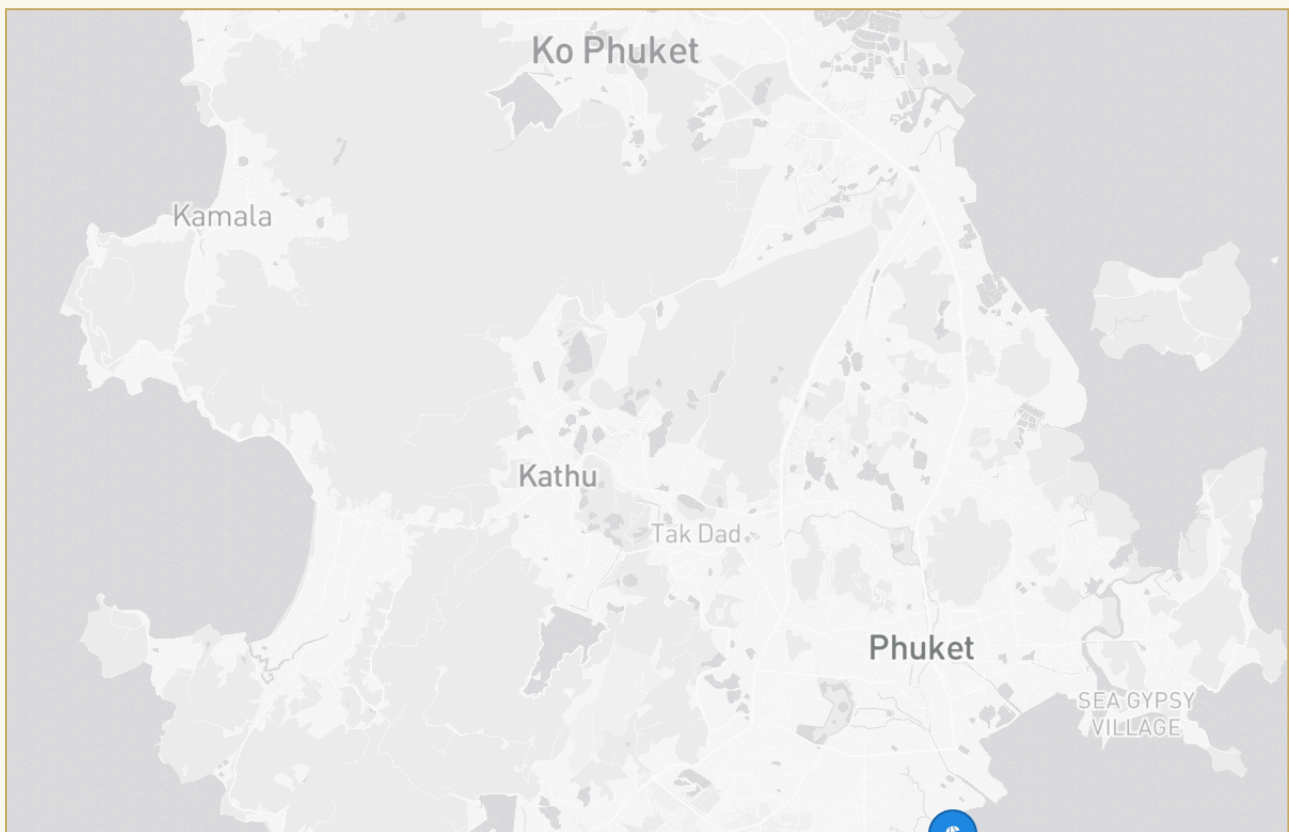 Ko Phuket
Kamala
Kathu
Tak Dad
Phuket
SEA GYPSY
VILLAGE